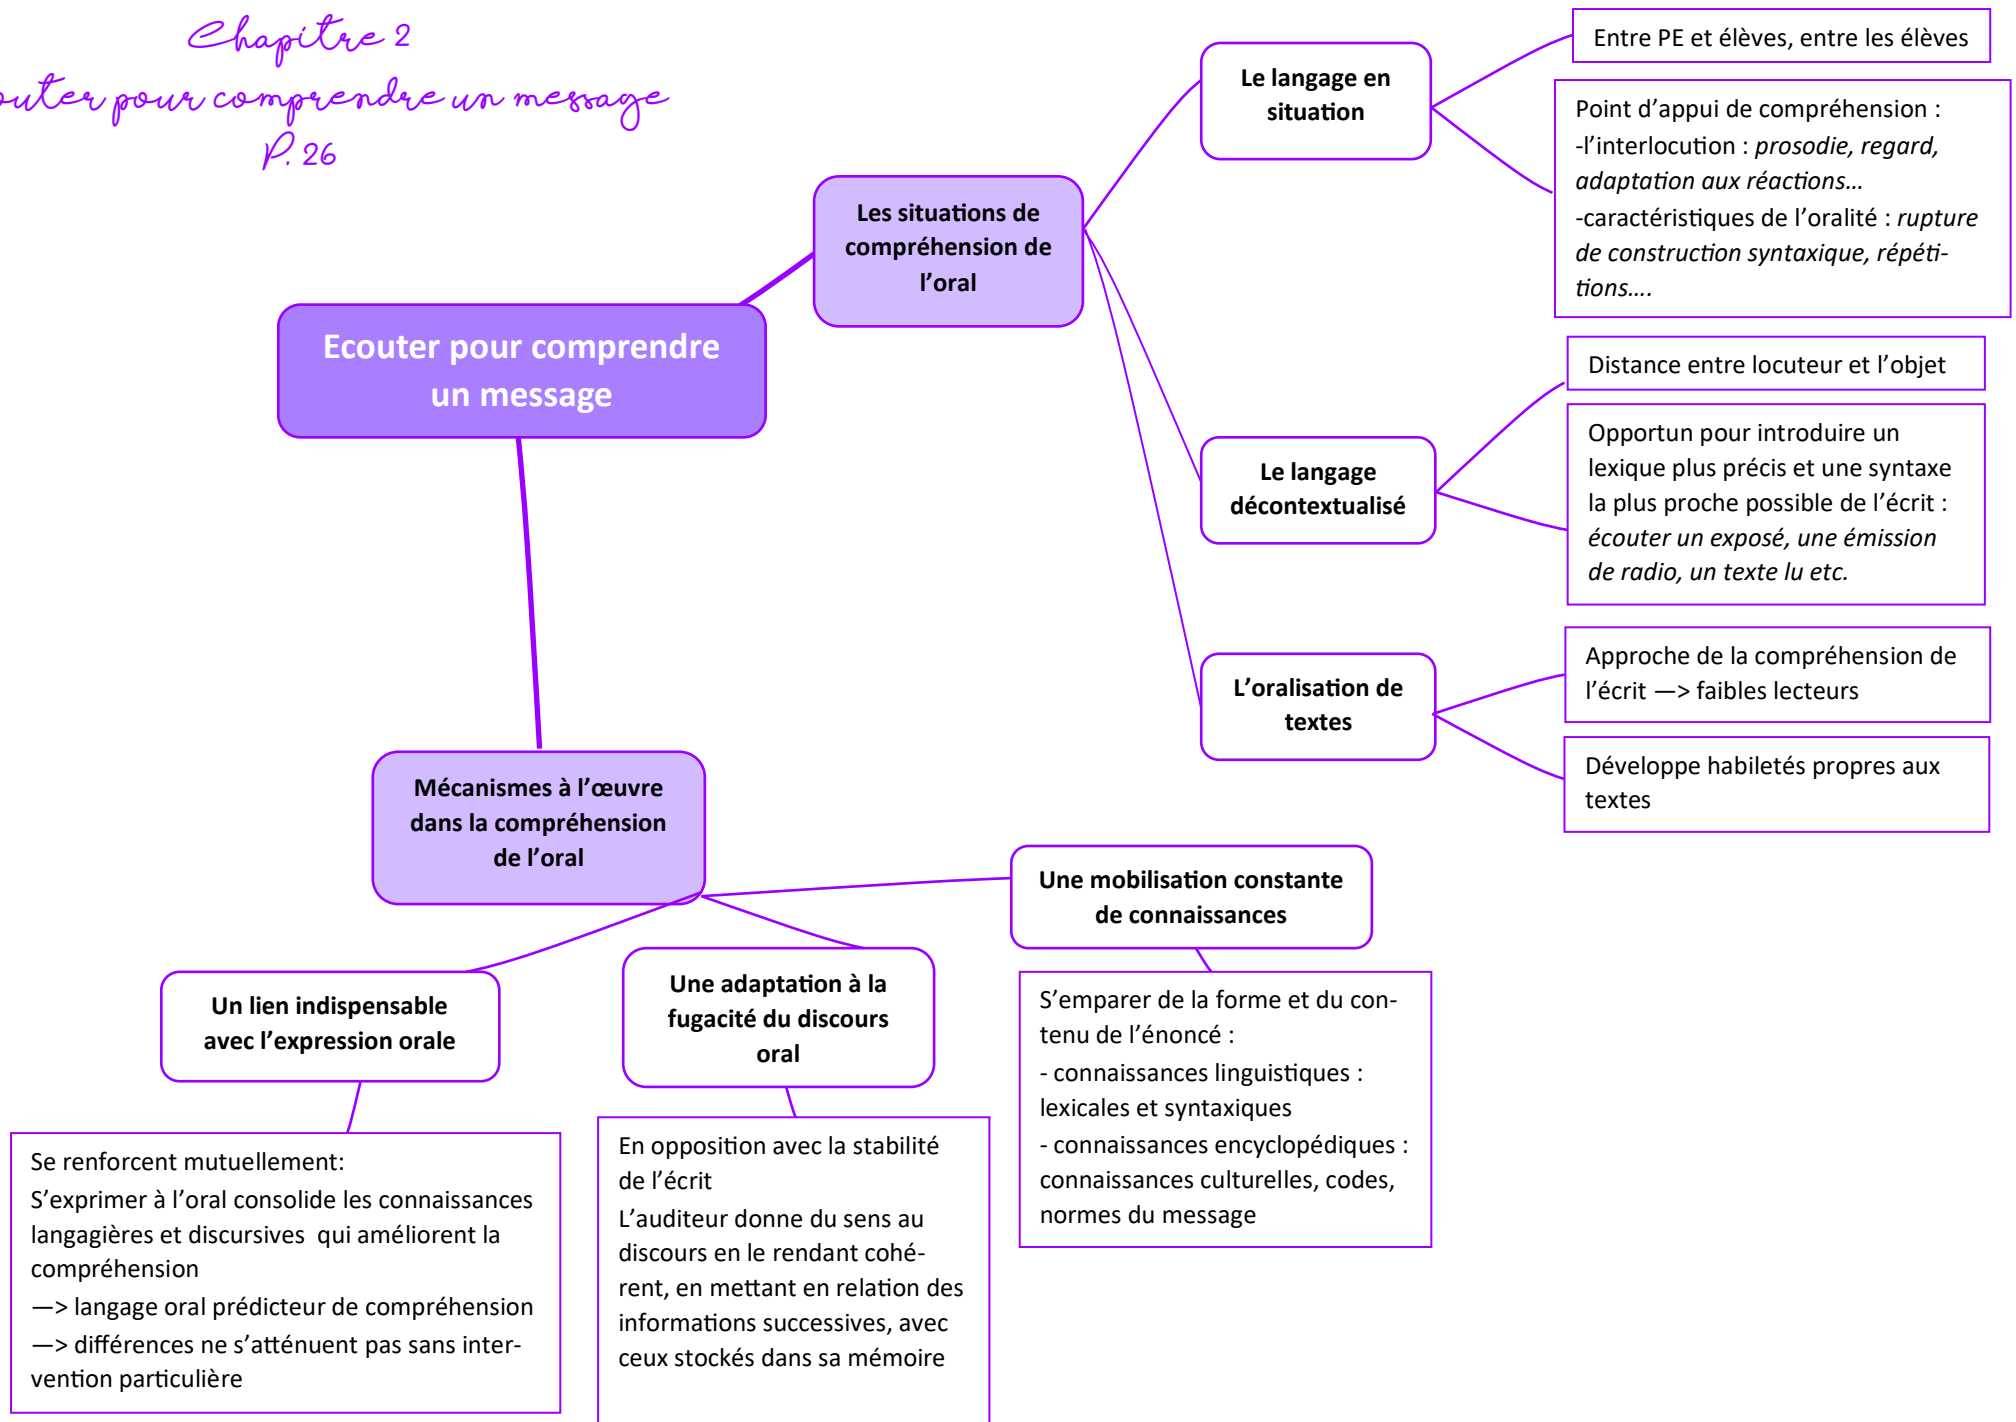 Chapitre 2
outer pour comprendre un message
P. 26
Ecouter pour comprendre
un message
Les situations de
compréhension de
l’oral
Le langage en
situation
Entre PE et élèves, entre les élèves
Point d’appui de compréhension :
-l’interlocution : prosodie, regard,
adaptation aux réactions…
-caractéristiques de l’oralité : rupture
de construction syntaxique, répéti-
tions….
Le langage
décontextualisé
Distance entre locuteur et l’objet
Opportun pour introduire un
lexique plus précis et une syntaxe
la plus proche possible de l’écrit :
écouter un exposé, une émission
de radio, un texte lu etc.
L’oralisation de
textes
Approche de la compréhension de
l’écrit —> faibles lecteurs
Développe habiletés propres aux
textes
Mécanismes à l’œuvre
dans la compréhension
de l’oral
Un lien indispensable
avec l’expression orale
Se renforcent mutuellement:
S’exprimer à l’oral consolide les connaissances
langagières et discursives  qui améliorent la
compréhension
—> langage oral prédicteur de compréhension
—> différences ne s’atténuent pas sans inter-
vention particulière
Une adaptation à la
fugacité du discours
oral
En opposition avec la stabilité
de l’écrit
L’auditeur donne du sens au
discours en le rendant cohé-
rent, en mettant en relation des
informations successives, avec
ceux stockés dans sa mémoire
Une mobilisation constante
de connaissances
S’emparer de la forme et du con-
tenu de l’énoncé :
- connaissances linguistiques :
lexicales et syntaxiques
- connaissances encyclopédiques :
connaissances culturelles, codes,
normes du message